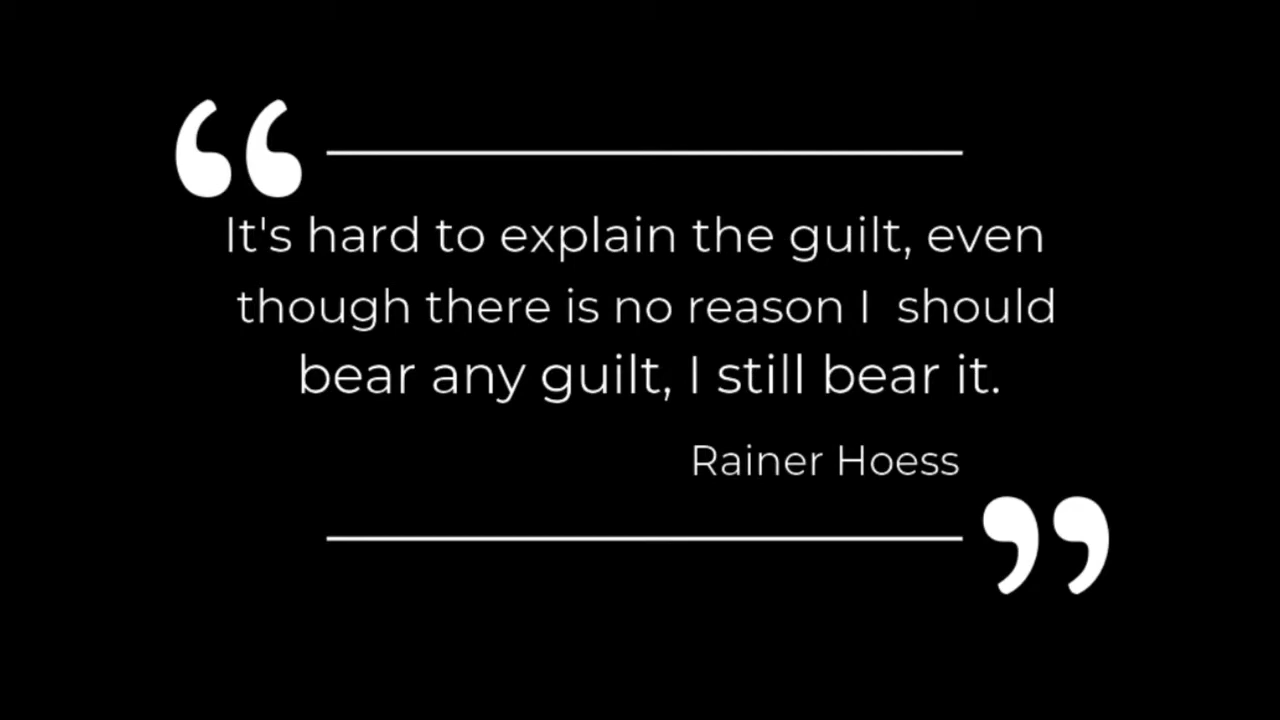 It's hard to explain the guilt, even
though there is no reason I should
bear any guilt, I still bear it.
Rainer Hoess